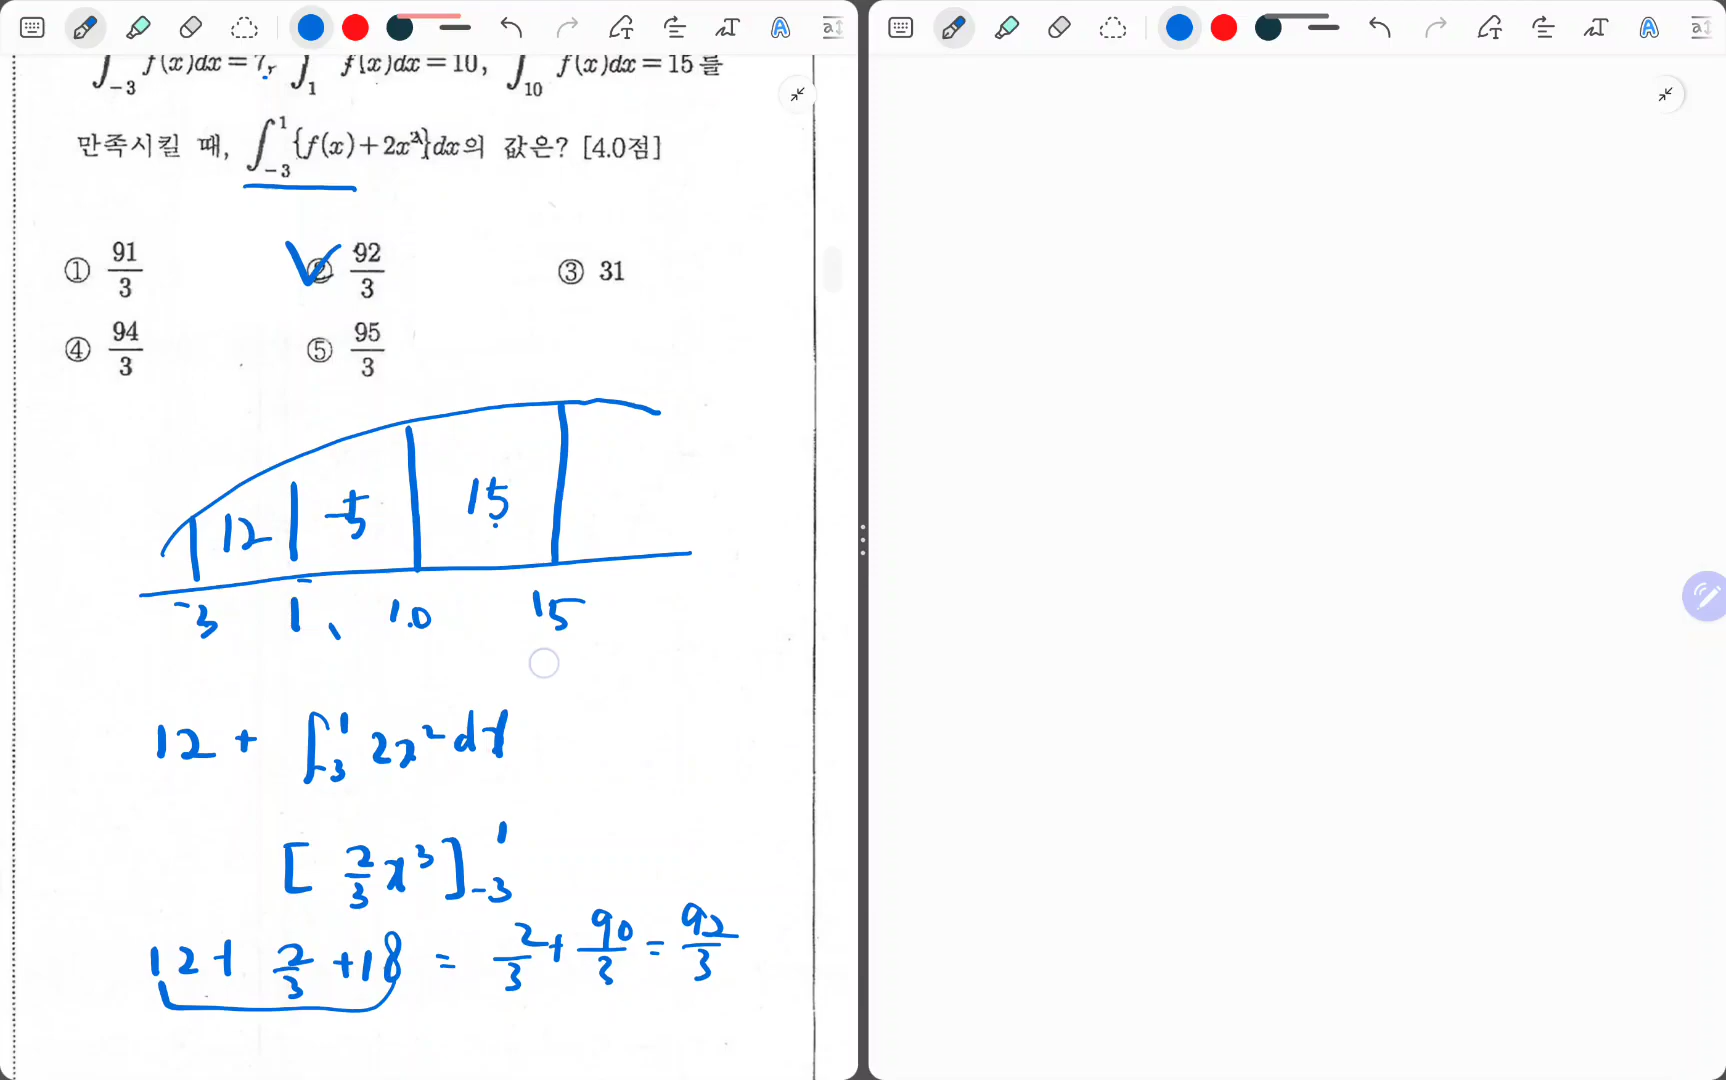 ∫₋₃ f(x)dx = 7, ∫₁ f(x)dx = 10, ∫₁₀ f(x)dx = 15 를
만족시킬 때, ∫₋₃¹ {f(x)+2x²}dx의 값은? [4.0점]
① 91/3 ② 92/3 ③ 31
④ 94/3 ⑤ 95/3
12 -5 15
-3 1 10 15
12 + ∫₋₃¹ 2x² dx
[ 2/3 x³ ]₋₃¹
12 + 2/3 + 18 = 2/3 + 90/3 = 92/3